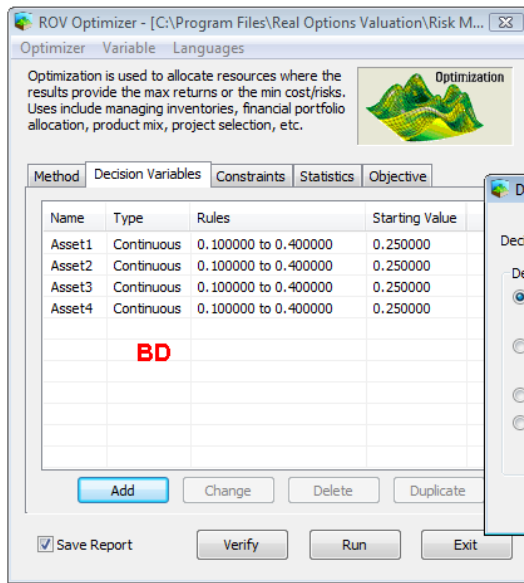 ROV Optimizer - [C:\Program Files\Real Options Valuation\Risk M...
Optimizer Variable Languages
Optimization is used to allocate resources where the
results provide the max returns or the min cost/risks.
Uses include managing inventories, financial portfolio
allocation, product mix, project selection, etc.
Optimization
Method Decision Variables Constraints Statistics Objective
Name Type Rules Starting Value
Asset1 Continuous 0.100000 to 0.400000 0.250000
Asset2 Continuous 0.100000 to 0.400000 0.250000
Asset3 Continuous 0.100000 to 0.400000 0.250000
Asset4 Continuous 0.100000 to 0.400000 0.250000
BD
Add Change Delete Duplicate
Save Report Verify Run Exit
D
Deci
De